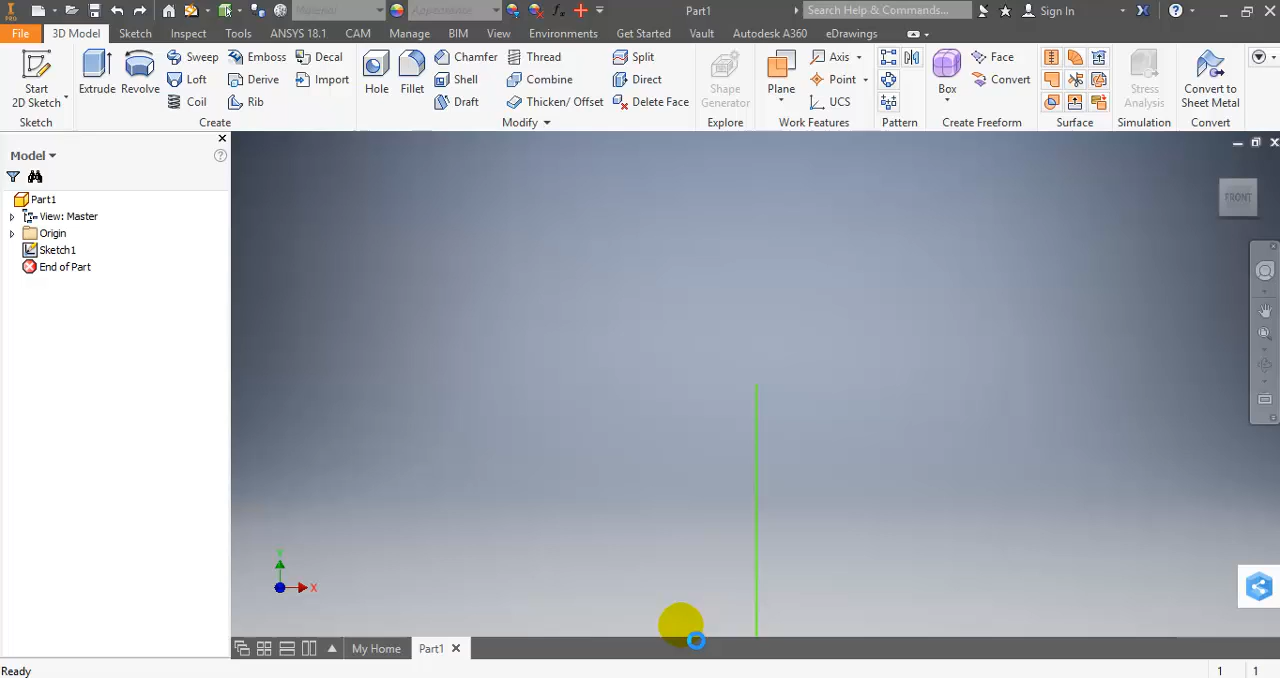 PRO
Material
Appearance
Part1
Search Help & Commands...
Sign In
File
3D Model
Sketch
Inspect
Tools
ANSYS 18.1
CAM
Manage
BIM
View
Environments
Get Started
Vault
Autodesk A360
eDrawings
Start
2D Sketch
Sketch
Extrude
Revolve
Sweep
Emboss
Decal
Loft
Derive
Import
Coil
Rib
Create
Hole
Fillet
Chamfer
Thread
Split
Shell
Combine
Direct
Draft
Thicken/ Offset
Delete Face
Modify
Shape
Generator
Explore
Plane
Axis
Point
UCS
Work Features
Pattern
Box
Face
Convert
Create Freeform
Surface
Stress
Analysis
Simulation
Convert to
Sheet Metal
Convert
Model
Part1
View: Master
Origin
Sketch1
End of Part
FRONT
Y
X
My Home
Part1
Ready
1
1